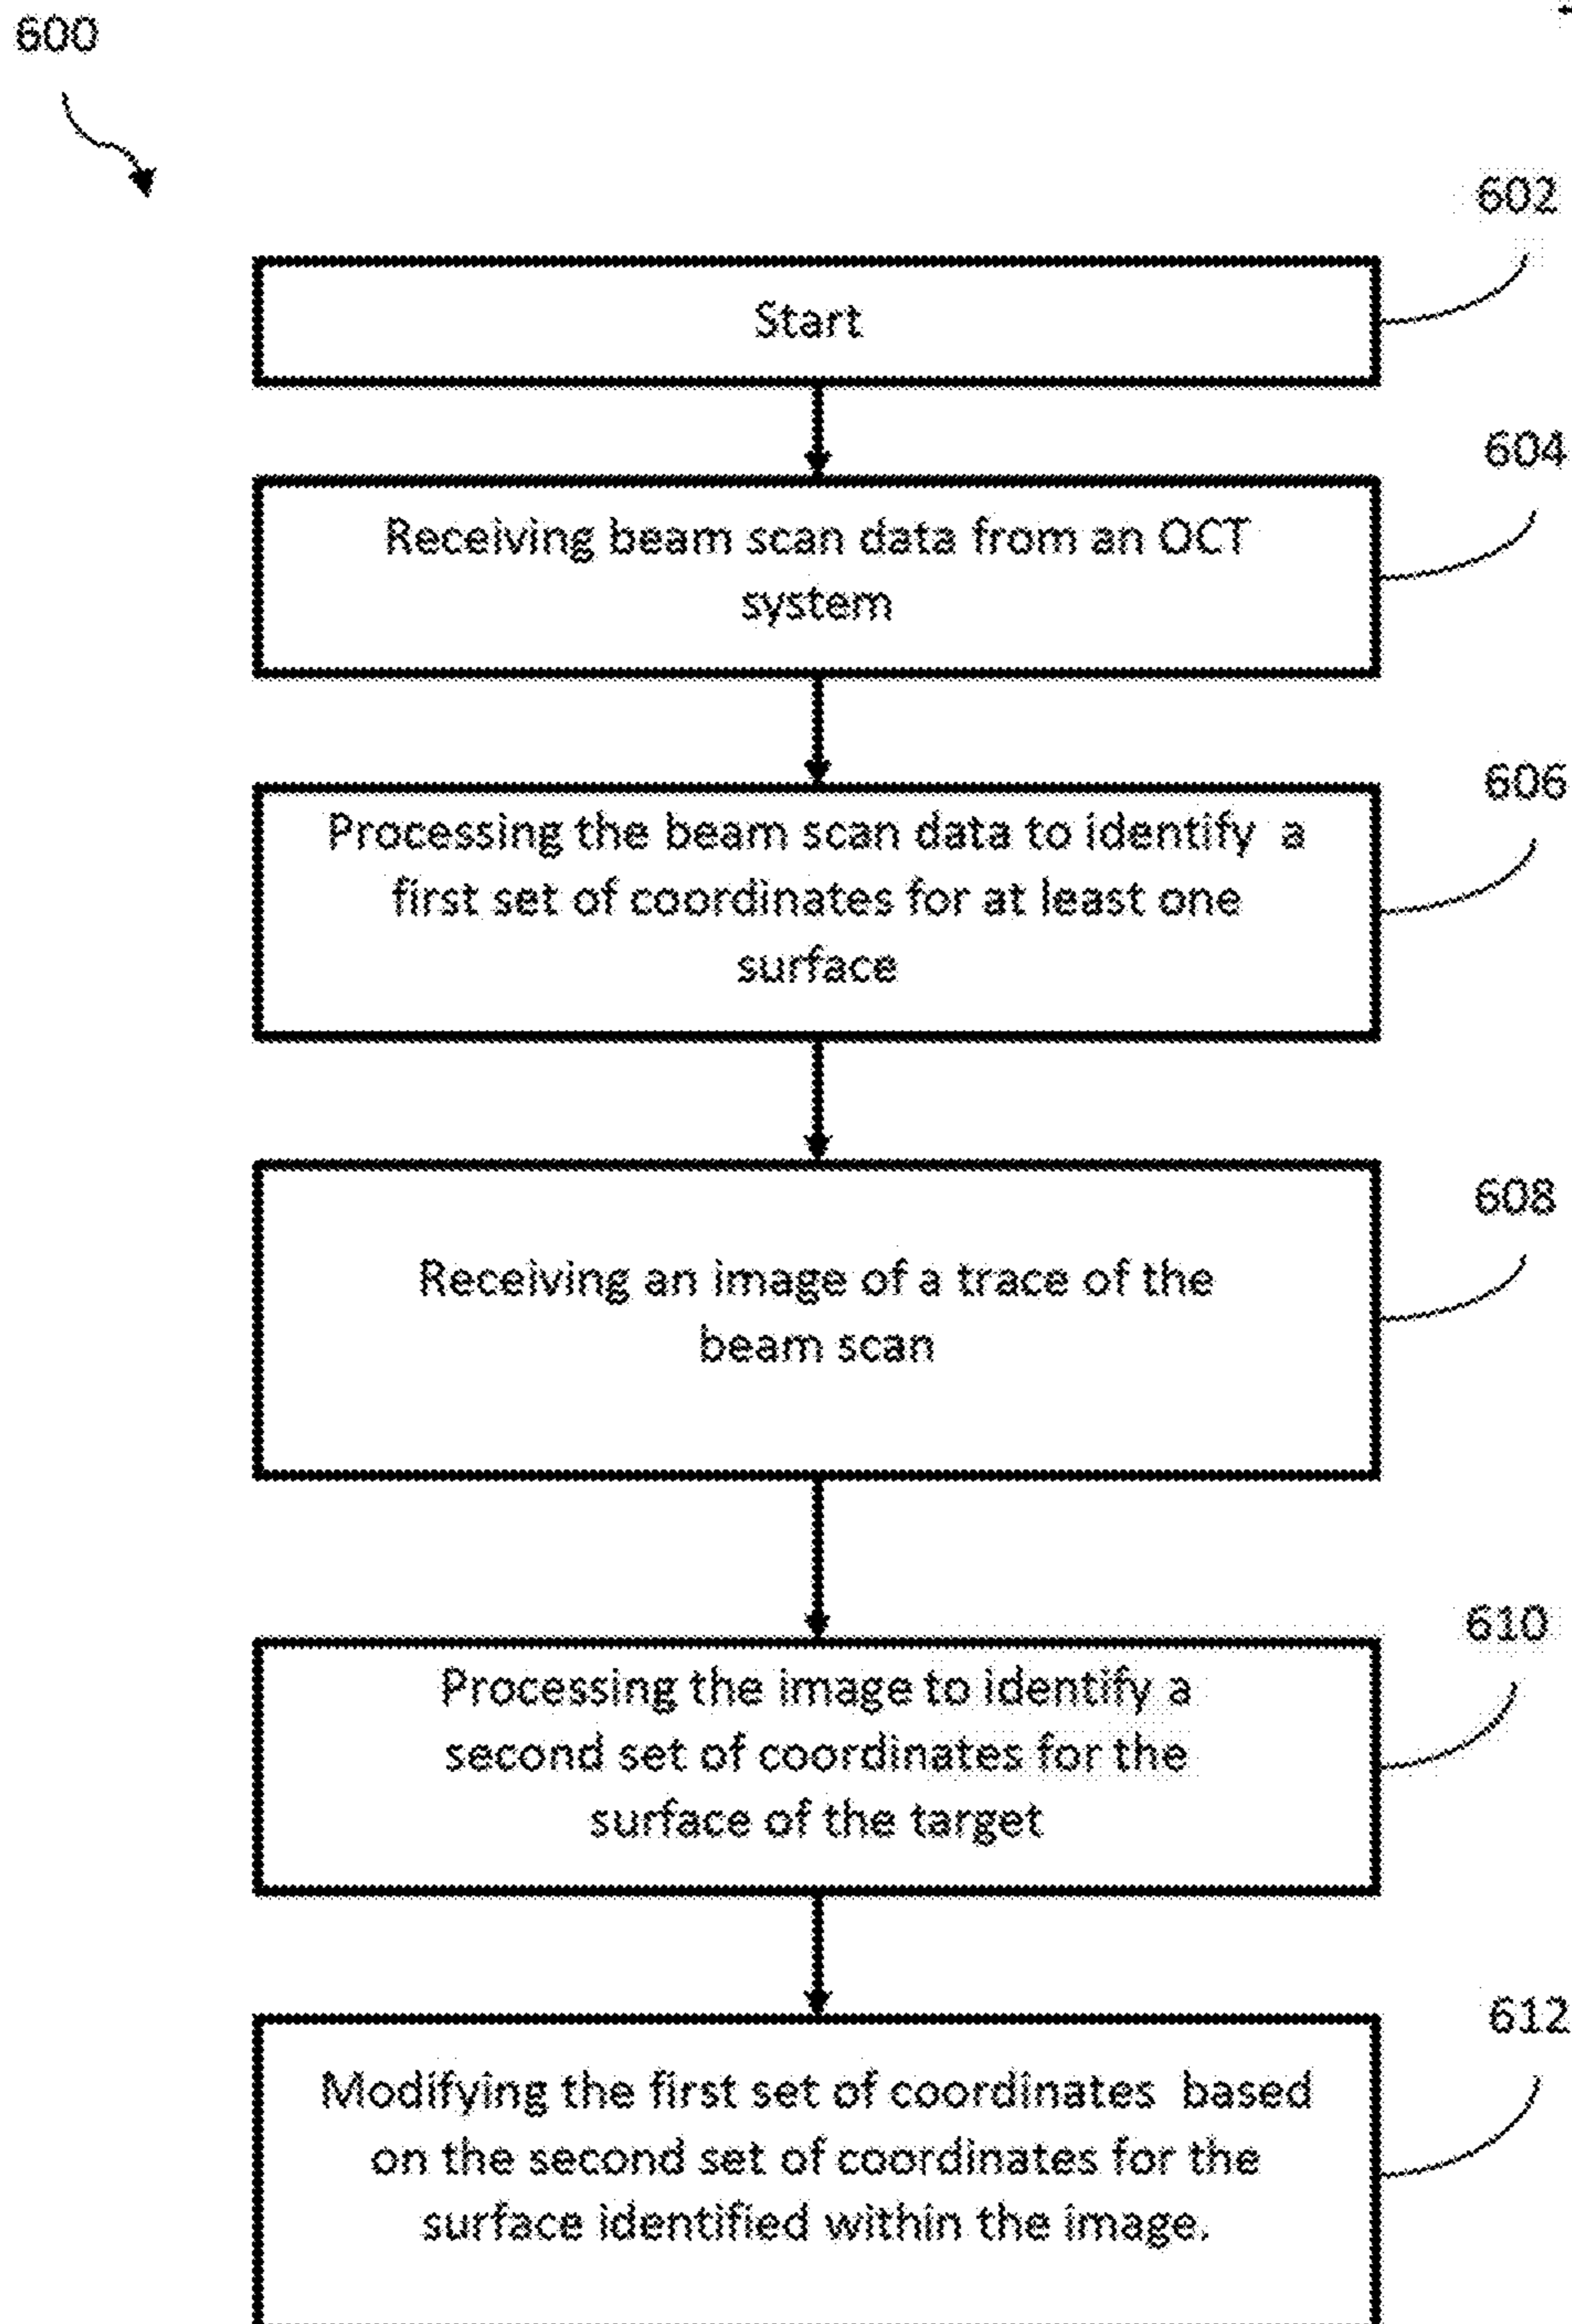 600
602
Start
604
Receiving beam scan data from an OCT
system
606
Processing the beam scan data to identify a
first set of coordinates for at least one
surface
608
Receiving an image of a trace of the
beam scan
610
Processing the image to identify a
second set of coordinates for the
surface of the target
612
Modifying the first set of coordinates based
on the second set of coordinates for the
surface identified within the image.